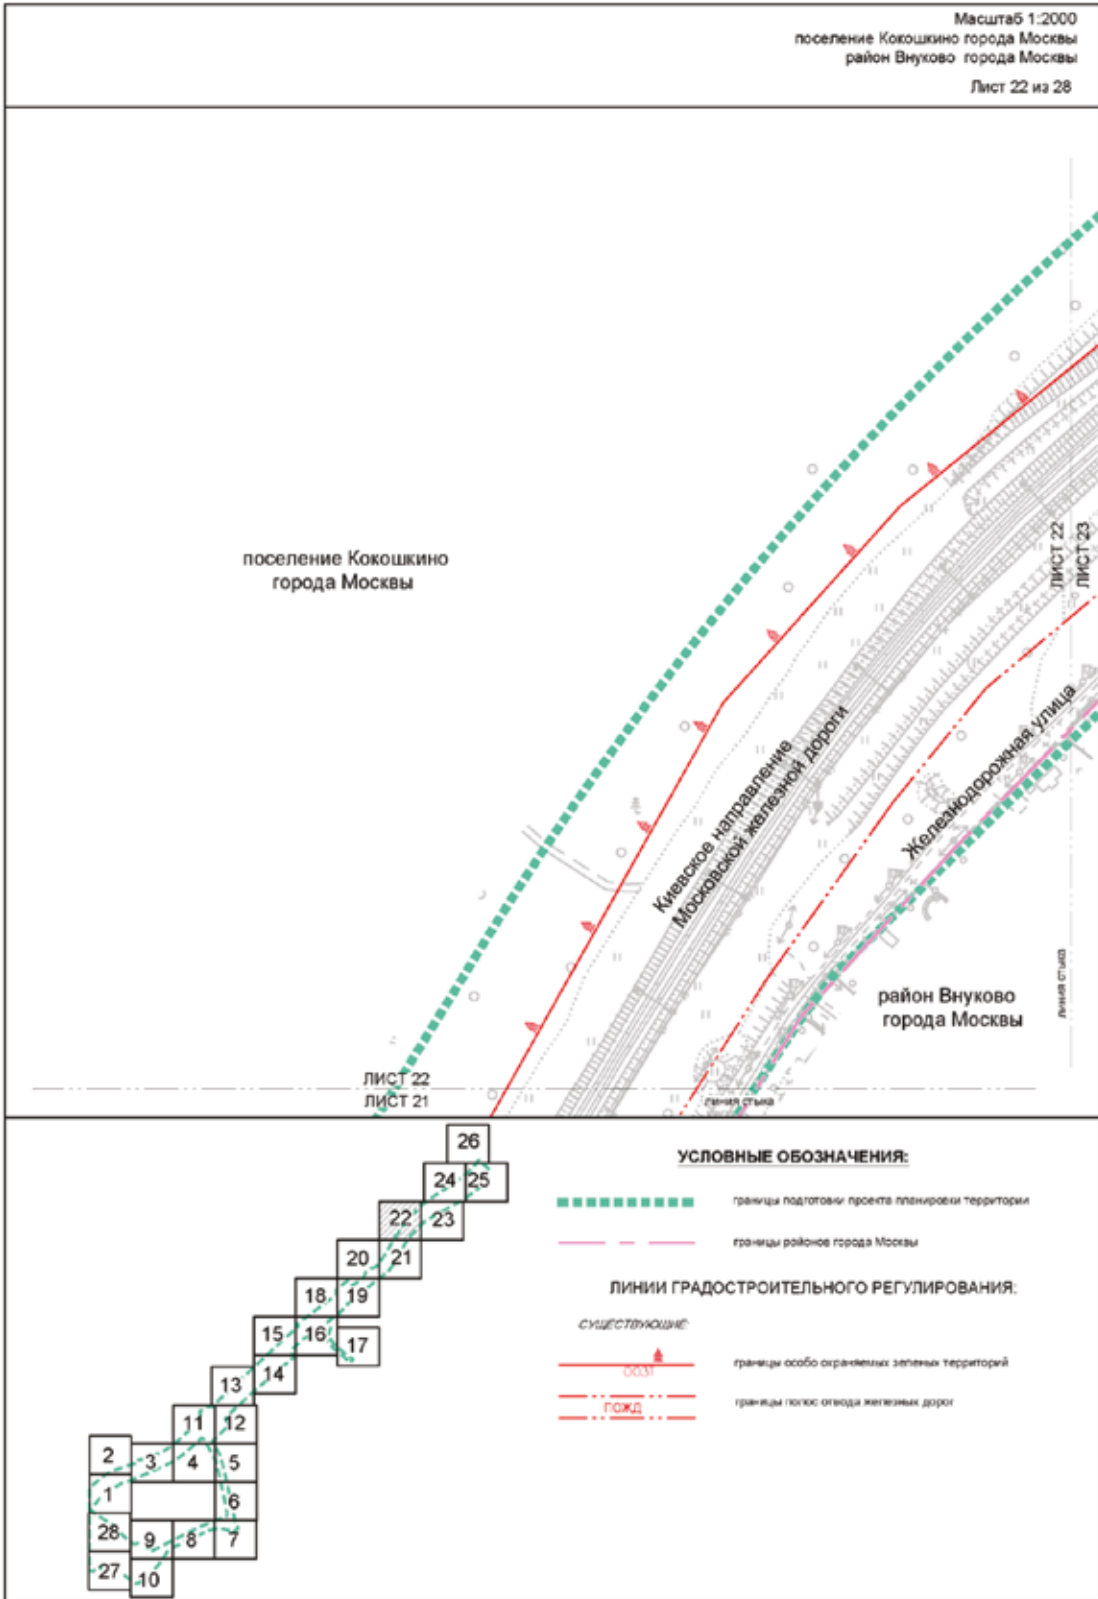 Масштаб 1:2000
поселение Кокошкино города Москвы
район Внуково города Москвы
Лист 22 из 28
поселение Кокошкино
города Москвы
ЛИСТ 22
ЛИСТ 23
Киевское направление
Московской железной дороги
Железнодорожная улица
район Внуково
города Москвы
линия стыка
ЛИСТ 22
ЛИСТ 21
линия стыка
26
24 25
22 23
20 21
18 19
15 16 17
13 14
11 12
2 3 4 5
1 6
28 9 8 7
27 10
УСЛОВНЫЕ ОБОЗНАЧЕНИЯ:
границы подготовки проекта планировки территории
границы районов города Москвы
ЛИНИИ ГРАДОСТРОИТЕЛЬНОГО РЕГУЛИРОВАНИЯ:
СУЩЕСТВУЮЩИЕ:
границы особо охраняемых зеленых территорий
ООЗТ
границы полос отвода железных дорог
ПОЖД